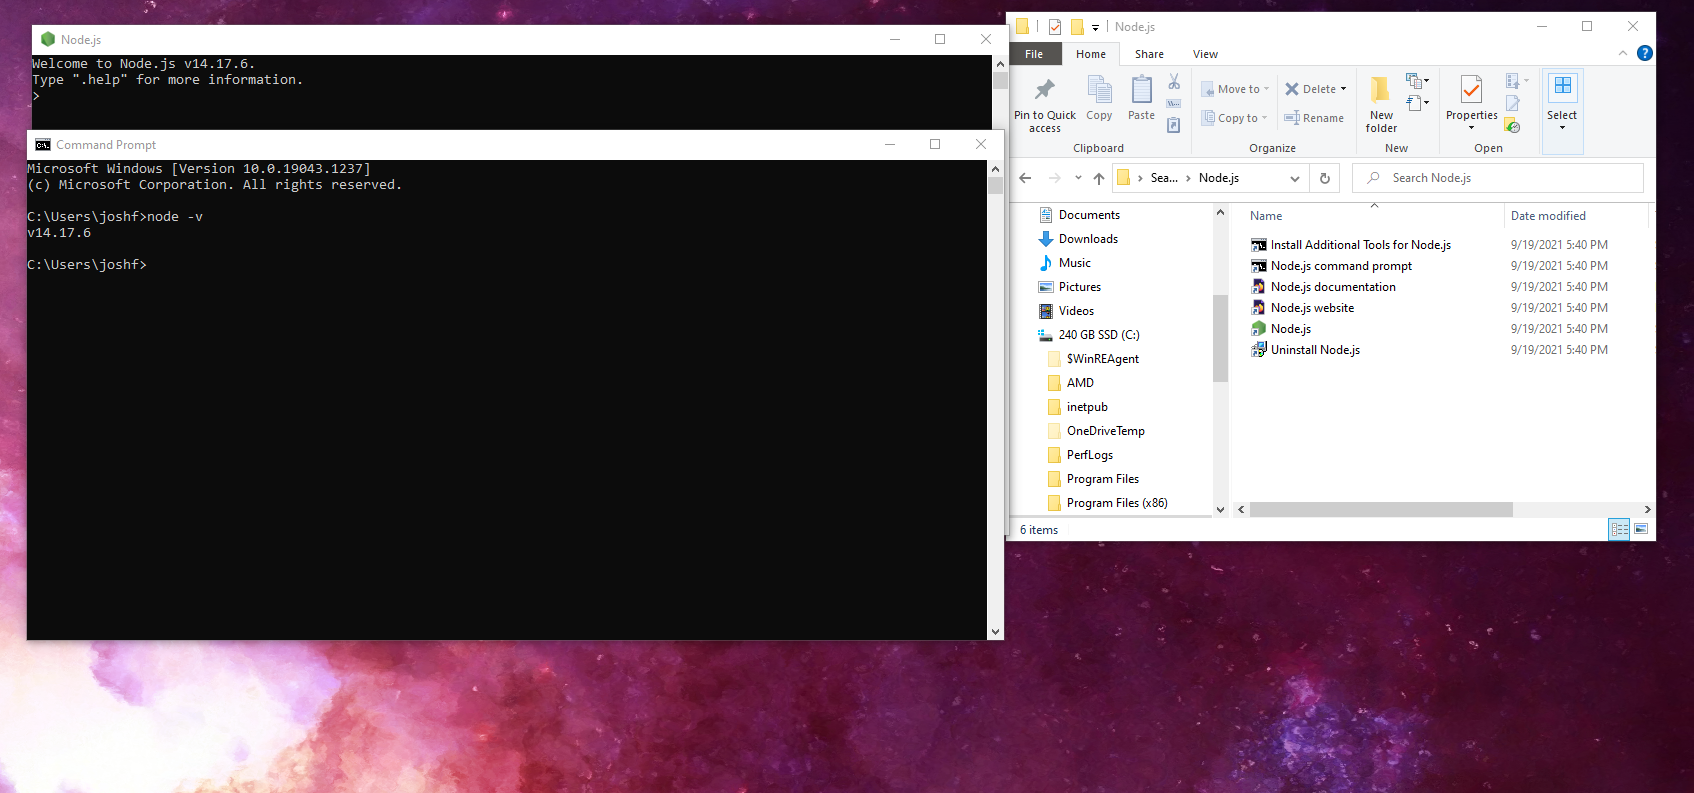 Node.js
Welcome to Node.js v14.17.6.
Type ".help" for more information.
>
Command Prompt
Microsoft Windows [Version 10.0.19043.1237]
(c) Microsoft Corporation. All rights reserved.
C:\Users\joshf>node -v
v14.17.6
C:\Users\joshf>
Node.js
File Home Share View
Pin to Quick access
Copy
Paste
Clipboard
Move to
Copy to
Delete
Rename
Organize
New folder
New
Properties
Open
Select
Sea... > Node.js
Search Node.js
Documents
Downloads
Music
Pictures
Videos
240 GB SSD (C:)
$WinREAgent
AMD
inetpub
OneDriveTemp
PerfLogs
Program Files
Program Files (x86)
Name Date modified
Install Additional Tools for Node.js 9/19/2021 5:40 PM
Node.js command prompt 9/19/2021 5:40 PM
Node.js documentation 9/19/2021 5:40 PM
Node.js website 9/19/2021 5:40 PM
Node.js 9/19/2021 5:40 PM
Uninstall Node.js 9/19/2021 5:40 PM
6 items